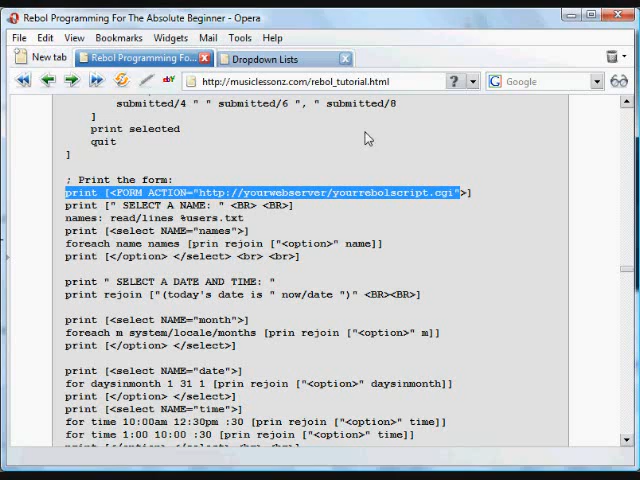 Rebol Programming For The Absolute Beginner - Opera
File Edit View Bookmarks Widgets Mail Tools Help
New tab Rebol Programming Fo... Dropdown Lists
http://musiclessonz.com/rebol_tutorial.html ? Google
submitted/4 " " submitted/6 ", " submitted/8
]
print selected
quit
]
; Print the form:
print [<FORM ACTION="http://yourwebserver/yourrebolscript.cgi">]
print [" SELECT A NAME: " <BR> <BR>]
names: read/lines %users.txt
print [<select NAME="names">]
foreach name names [prin rejoin ["<option>" name]]
print [</option> </select> <br> <br>]
print " SELECT A DATE AND TIME: "
print rejoin ["(today's date is " now/date ")" <BR><BR>]
print [<select NAME="month">]
foreach m system/locale/months [prin rejoin ["<option>" m]]
print [</option> </select>]
print [<select NAME="date">]
for daysinmonth 1 31 1 [prin rejoin ["<option>" daysinmonth]]
print [</option> </select>]
print [<select NAME="time">]
for time 10:00am 12:30pm :30 [prin rejoin ["<option>" time]]
for time 1:00 10:00 :30 [prin rejoin ["<option>" time]]